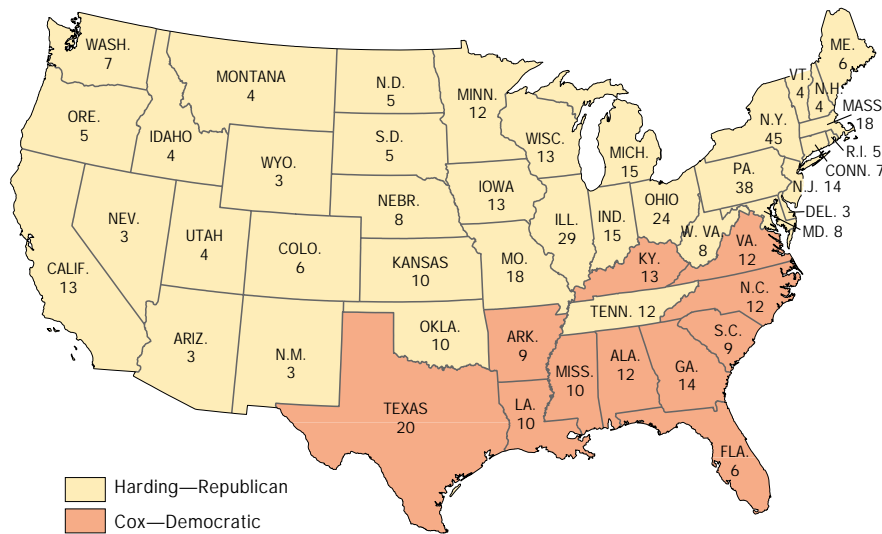 WASH.
7
ORE.
5
CALIF.
13
NEV.
3
IDAHO
4
MONTANA
4
WYO.
3
UTAH
4
COLO.
6
ARIZ.
3
N.M.
3
N.D.
5
S.D.
5
NEBR.
8
KANSAS
10
OKLA.
10
TEXAS
20
MINN.
12
IOWA
13
MO.
18
ARK.
9
LA.
10
WISC.
13
ILL.
29
MICH.
15
IND.
15
OHIO
24
KY.
13
TENN. 12
MISS.
10
ALA.
12
GA.
14
FLA.
6
S.C.
9
N.C.
12
VA.
12
W. VA.
8
PA.
38
N.Y.
45
VT.
4
N.H.
4
ME.
6
MASS
18
R.I. 5
CONN. 7
N.J. 14
DEL. 3
MD. 8
Harding—Republican
Cox—Democratic